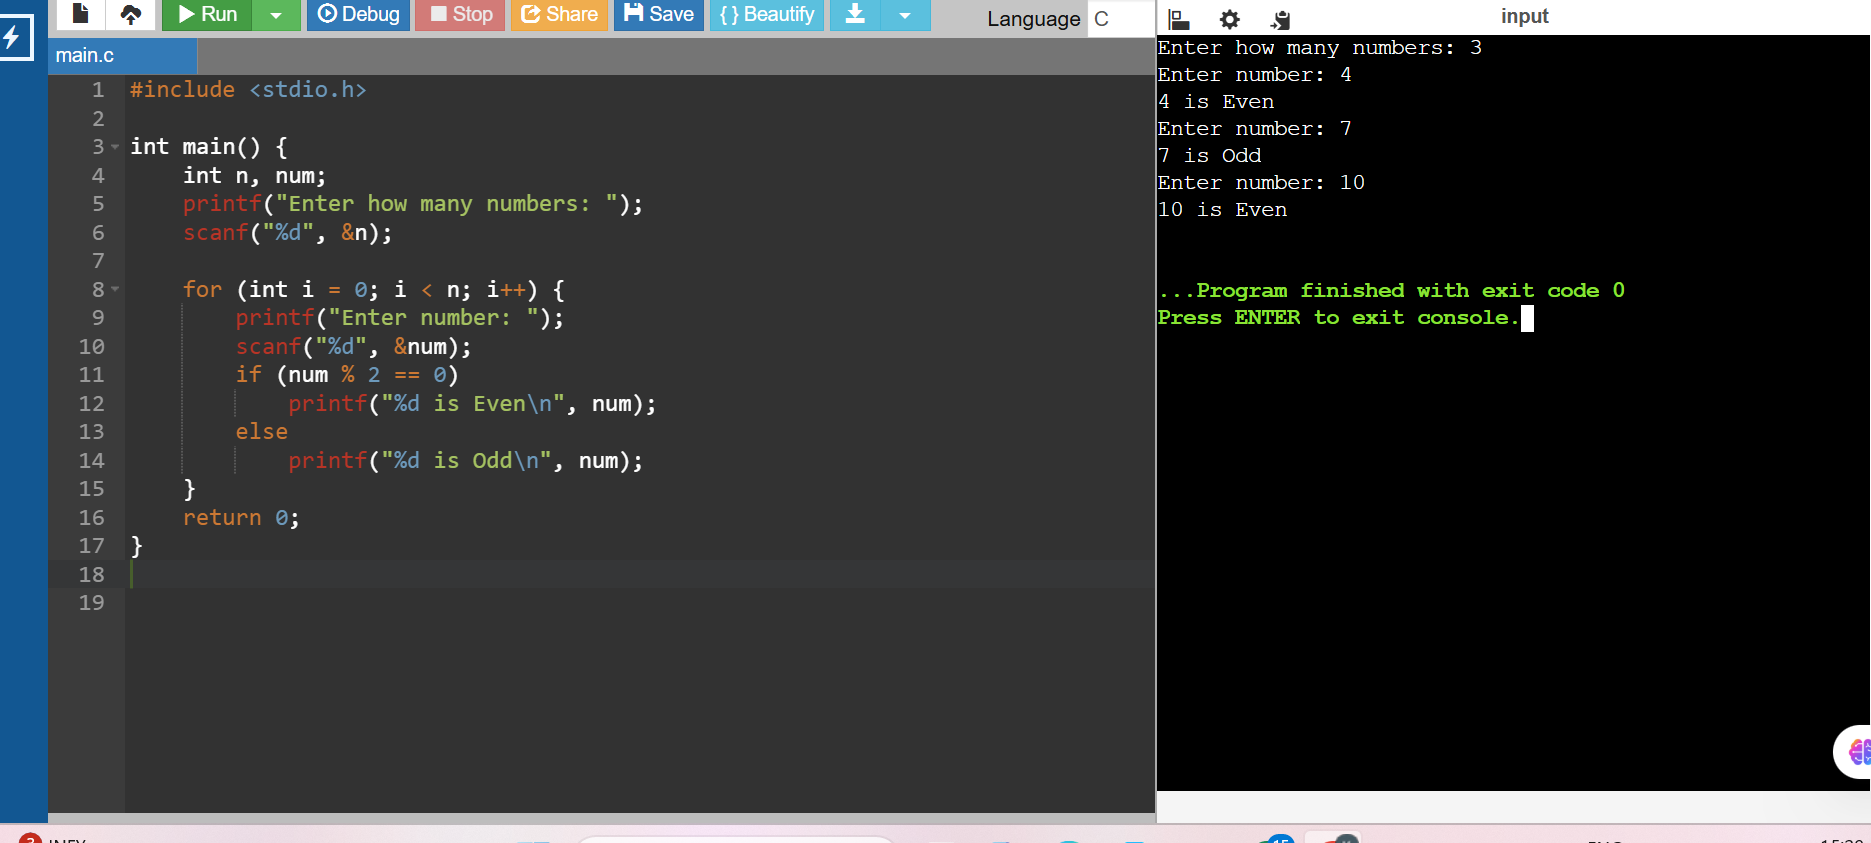 Run Debug Stop Share Save {} Beautify Language C
input
main.c
1 #include <stdio.h>
2
3 int main() {
4     int n, num;
5     printf("Enter how many numbers: ");
6     scanf("%d", &n);
7
8     for (int i = 0; i < n; i++) {
9         printf("Enter number: ");
10         scanf("%d", &num);
11         if (num % 2 == 0)
12             printf("%d is Even\n", num);
13         else
14             printf("%d is Odd\n", num);
15     }
16     return 0;
17 }
18
19
Enter how many numbers: 3
Enter number: 4
4 is Even
Enter number: 7
7 is Odd
Enter number: 10
10 is Even
...Program finished with exit code 0
Press ENTER to exit console.